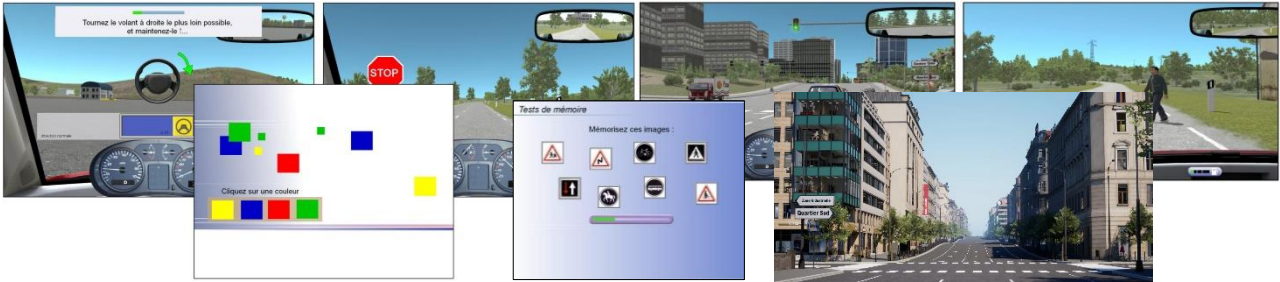 Tournez le volant à droite le plus loin possible,
et maintenez-le !...
STOP
Cliquez sur une couleur
Tests de mémoire
Mémorisez ces images :
Quartier Sud